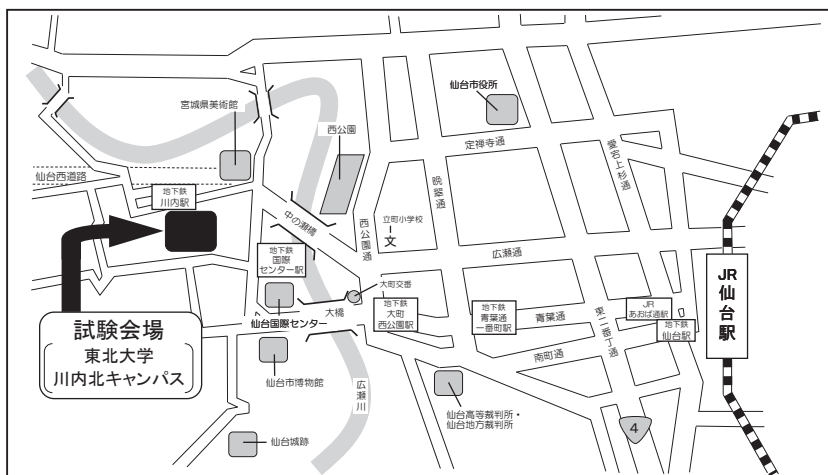 仙台市役所
宮城県美術館
西公園
定禅寺通
愛宕上杉通
仙台西道路
地下鉄
川内駅
晩翠通
立町小学校
文
中の瀬橋
西公園通
広瀬通
地下鉄
国際
センター駅
大町交番
JR仙台駅
仙台国際センター
大橋
地下鉄
大町
西公園駅
地下鉄
青葉通
一番町駅
青葉通
東二番丁通
JR
あおば通駅
地下鉄
仙台駅
試験会場
東北大学
川内北キャンパス
南町通
仙台市博物館
広瀬川
仙台高等裁判所・
仙台地方裁判所
仙台城跡
4